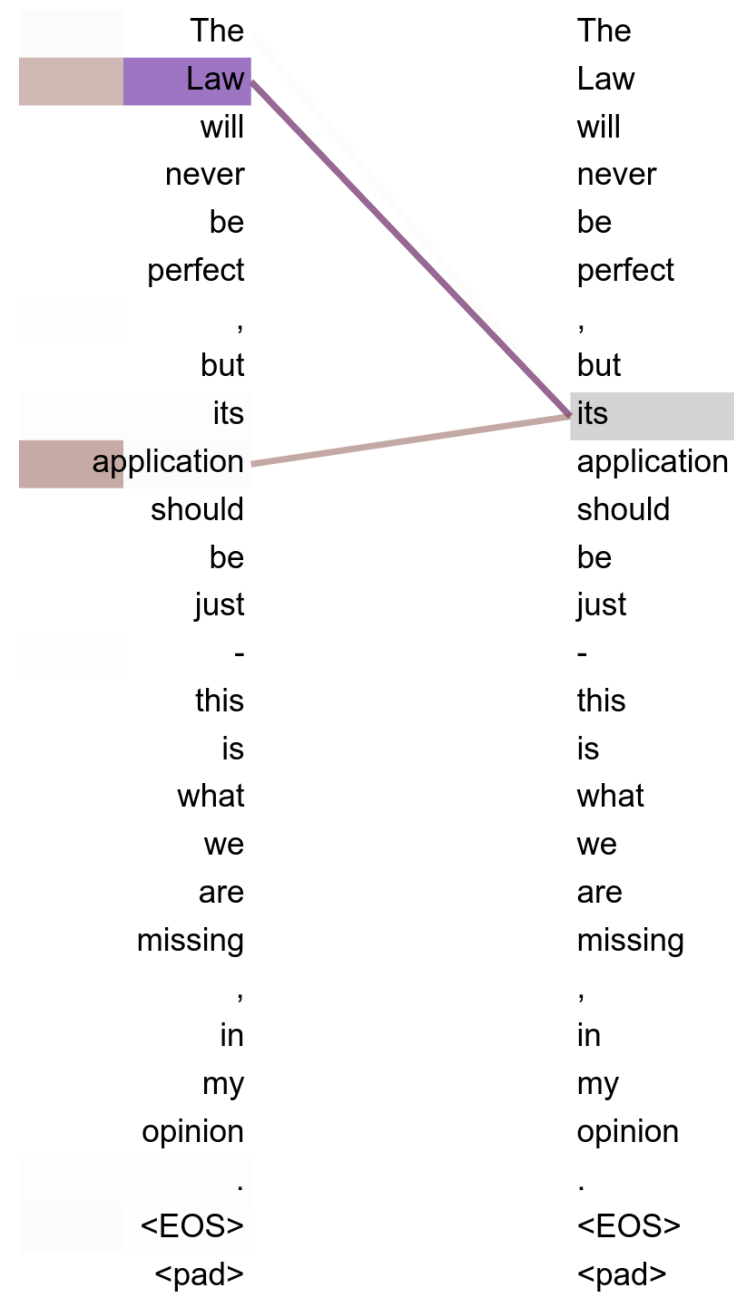 The The
Law Law
will will
never never
be be
perfect perfect
, ,
but but
its its
application application
should should
be be
just just
- -
this this
is is
what what
we we
are are
missing missing
, ,
in in
my my
opinion opinion
. .
<EOS> <EOS>
<pad> <pad>